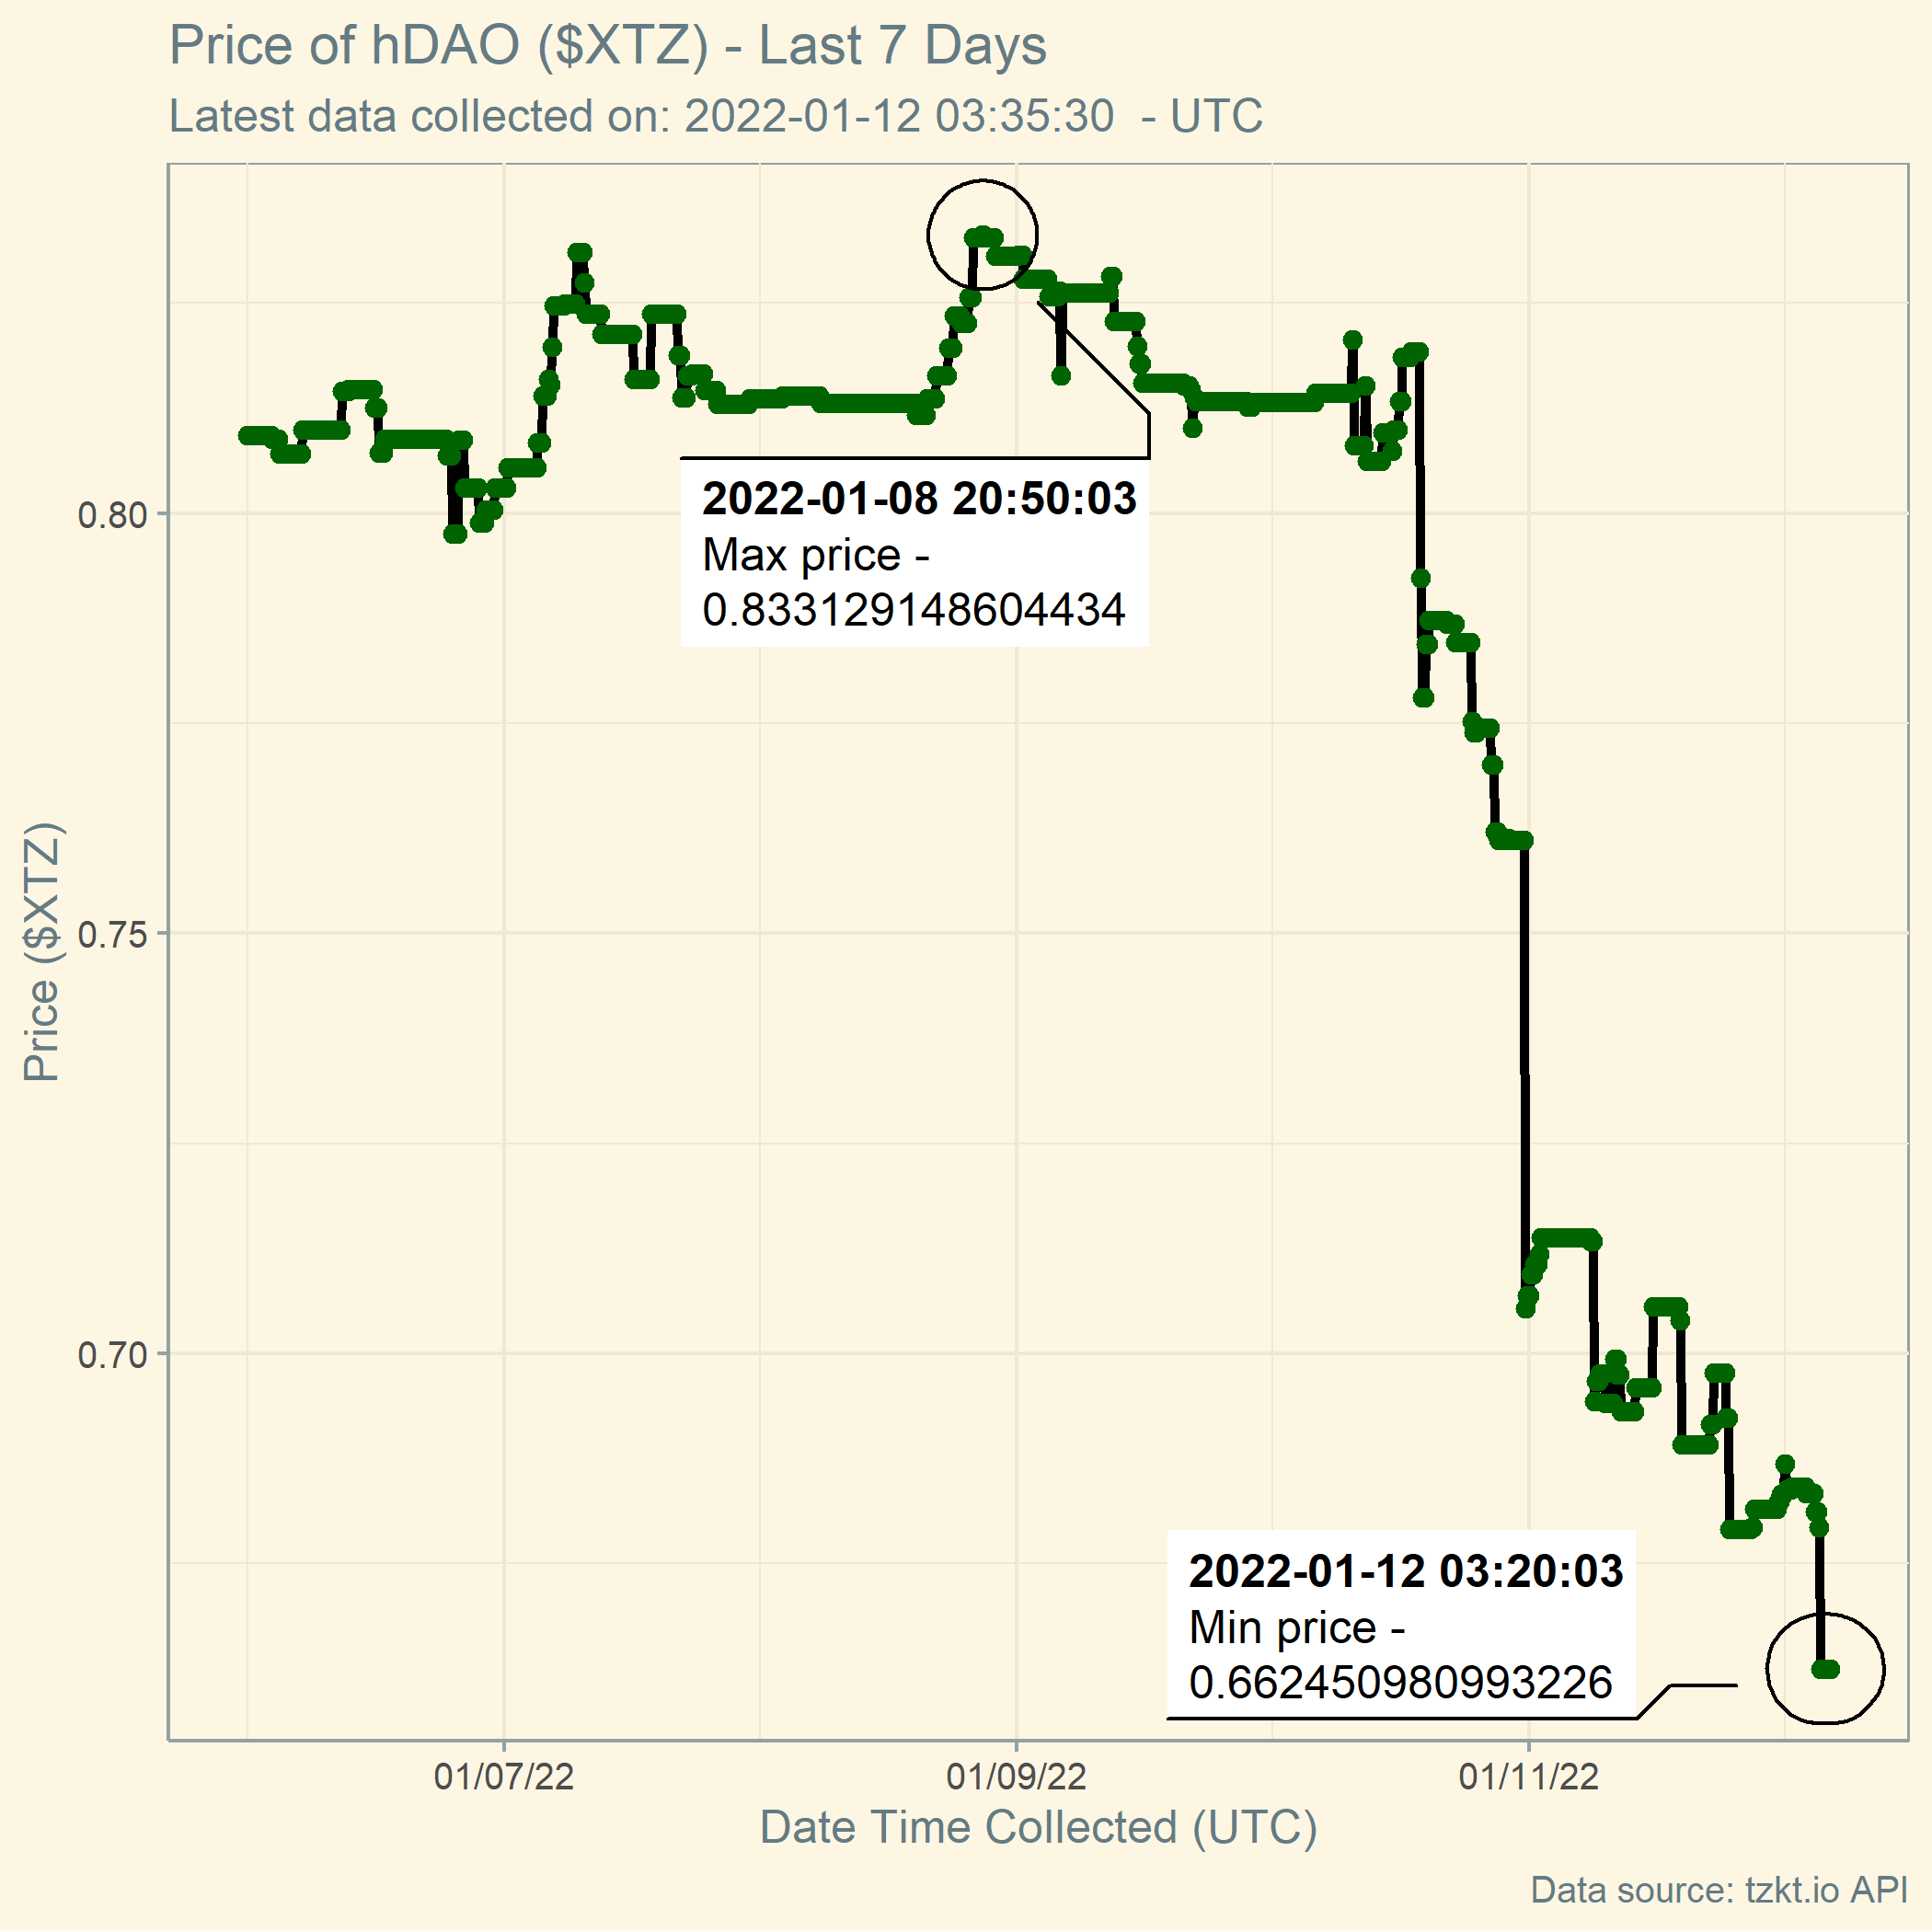 Price of hDAO ($XTZ) - Last 7 Days
Latest data collected on: 2022-01-12 03:35:30  - UTC
2022-01-08 20:50:03
Max price -
0.833129148604434
0.80
0.75
0.70
Price ($XTZ)
2022-01-12 03:20:03
Min price -
0.662450980993226
01/07/22
01/09/22
01/11/22
Date Time Collected (UTC)
Data source: tzkt.io API